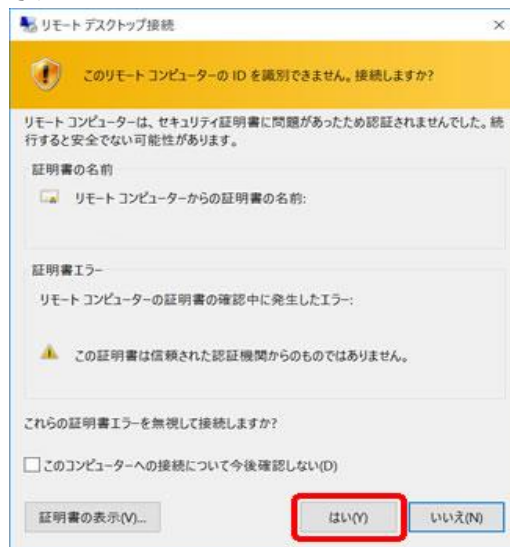 リモート デスクトップ接続
このリモート コンピューターの ID を識別できません。接続しますか?
リモート コンピューターは、セキュリティ証明書に問題があったため認証されませんでした。続
行すると安全でない可能性があります。
証明書の名前
リモート コンピューターからの証明書の名前:
証明書エラー
リモート コンピューターの証明書の確認中に発生したエラー:
この証明書は信頼された認証機関からのものではありません。
これらの証明書エラーを無視して接続しますか?
このコンピューターへの接続について今後確認しない(D)
証明書の表示(V)... はい(Y) いいえ(N)